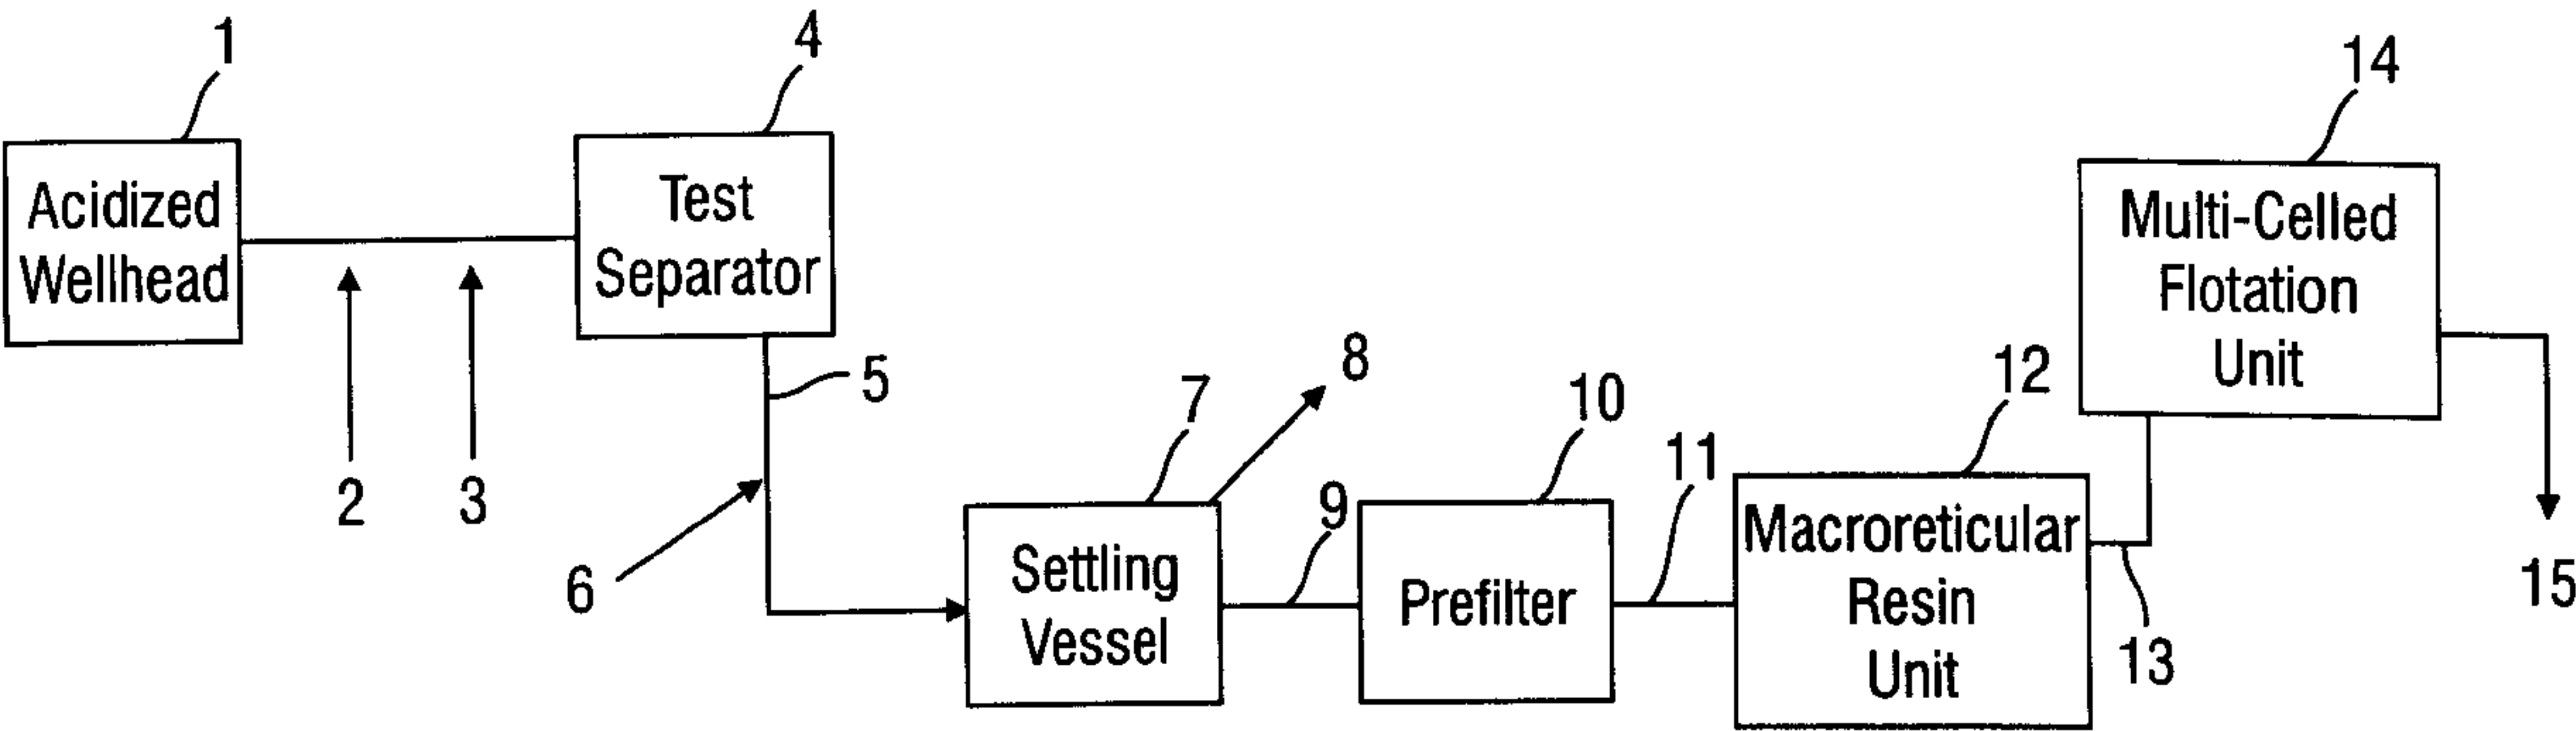 1
4
14
Acidized
Wellhead
Test
Separator
Multi-Celled
Flotation
Unit
2
3
5
6
7
8
9
10
11
12
Settling
Vessel
Prefilter
Macroreticular
Resin
Unit
13
15